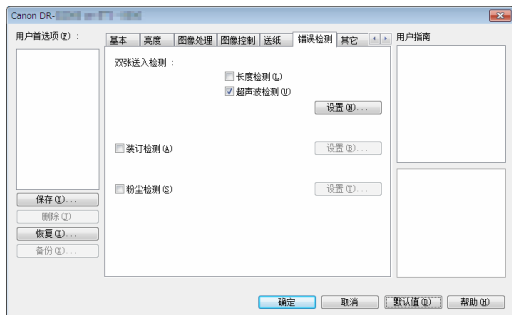 Canon DR-
用户首选项(P)：
基本 亮度 图像处理 图像控制 送纸 错误检测 其它
用户指南
双张送入检测：
长度检测(L)
超声波检测(U)
设置(N)...
装订检测(A)
设置(B)...
粉尘检测(S)
设置(T)...
保存(Y)...
删除(J)
恢复(Z)...
备份(X)...
确定 取消 默认值(D) 帮助(H)